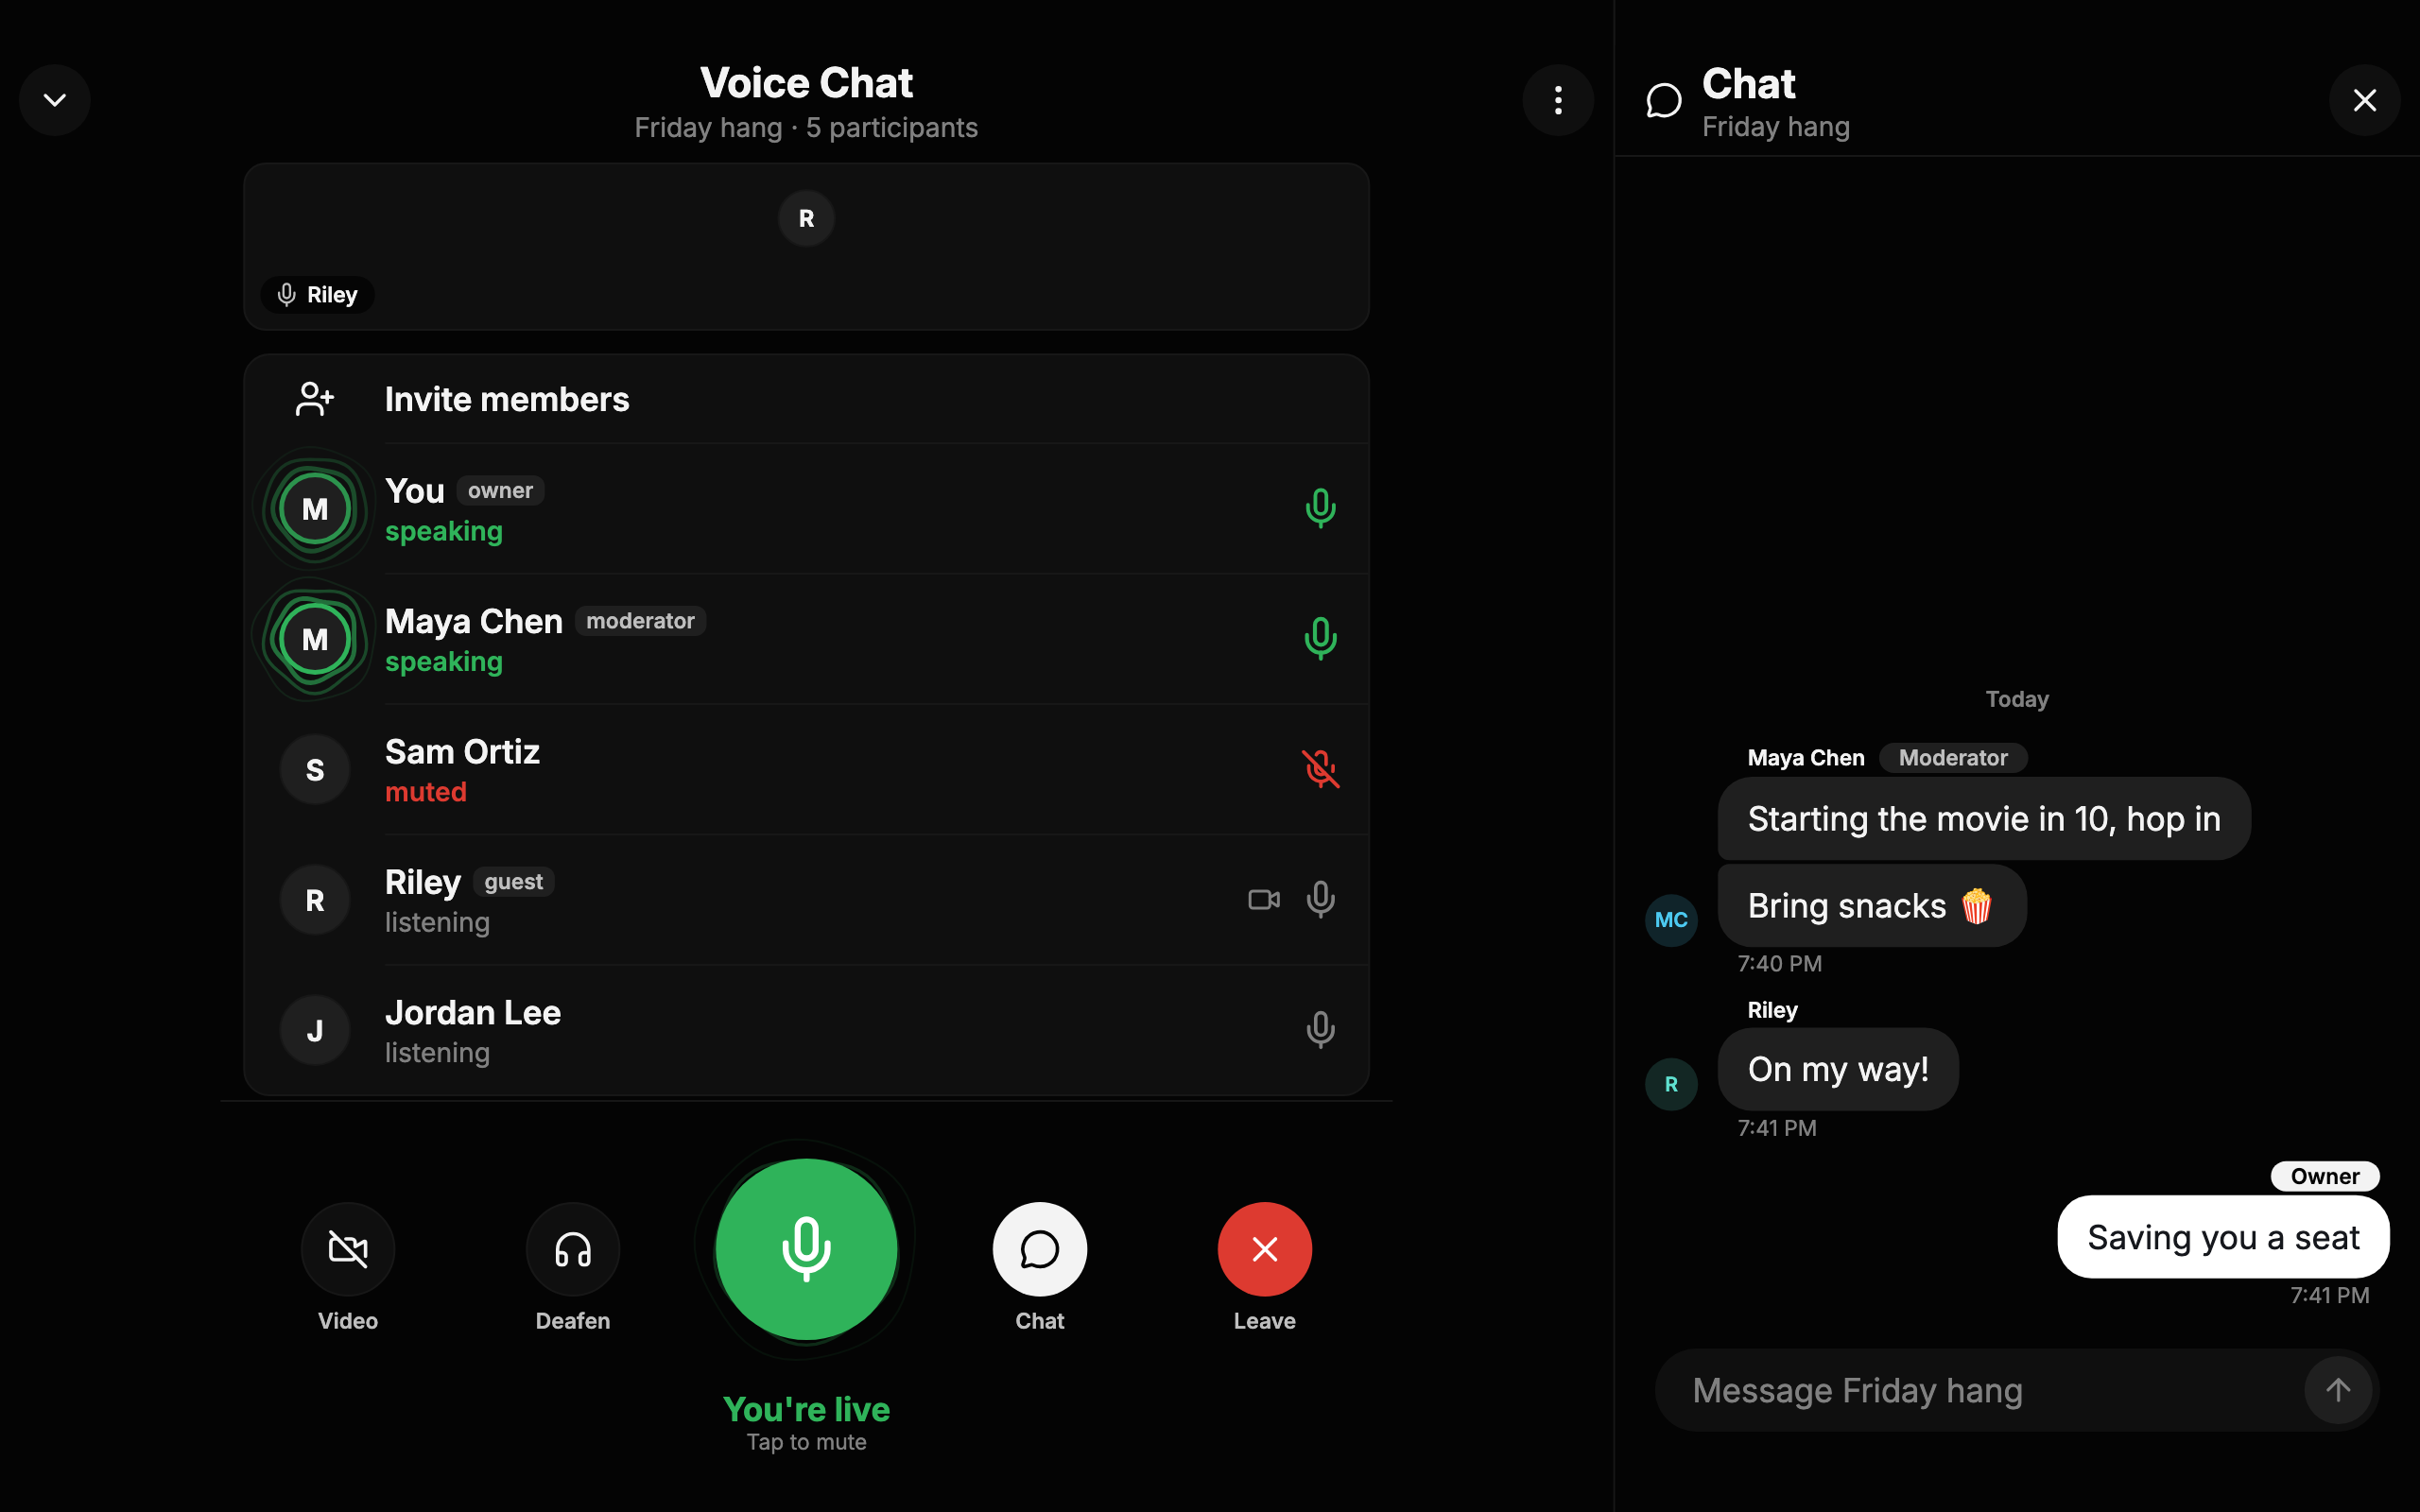 Voice Chat
Friday hang · 5 participants
R
Riley
Invite members
M
You owner
speaking
M
Maya Chen moderator
speaking
S
Sam Ortiz
muted
R
Riley guest
listening
J
Jordan Lee
listening
Video
Deafen
Chat
Leave
You're live
Tap to mute
Chat
Friday hang
Today
Maya Chen Moderator
Starting the movie in 10, hop in
Bring snacks 🍿
MC
7:40 PM
Riley
On my way!
R
7:41 PM
Owner
Saving you a seat
7:41 PM
Message Friday hang